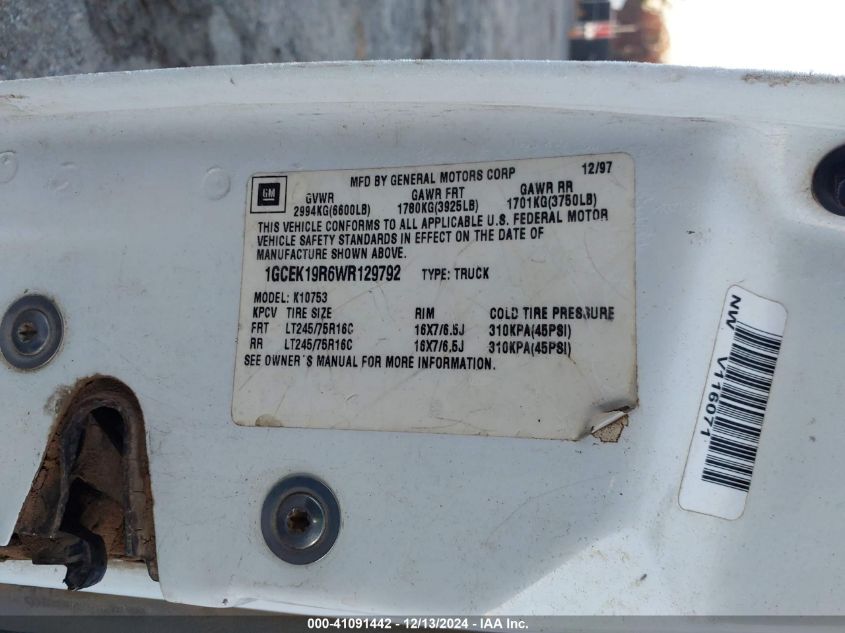 MFD BY GENERAL MOTORS CORP 12/97
GM
GVWR GAWR FRT GAWR RR
2994KG(6600LB) 1780KG(3925LB) 1701KG(3750LB)
THIS VEHICLE CONFORMS TO ALL APPLICABLE U.S. FEDERAL MOTOR
VEHICLE SAFETY STANDARDS IN EFFECT ON THE DATE OF
MANUFACTURE SHOWN ABOVE.
1GCEK19R6WR129792 TYPE: TRUCK
MODEL: K10753
KPCV TIRE SIZE RIM COLD TIRE PRESSURE
FRT LT245/75R16C 16X7/6.5J 310KPA(45PSI)
RR LT245/75R16C 16X7/6.5J 310KPA(45PSI)
SEE OWNER'S MANUAL FOR MORE INFORMATION.
NW V116071
000-41091442 - 12/13/2024 - IAA Inc.